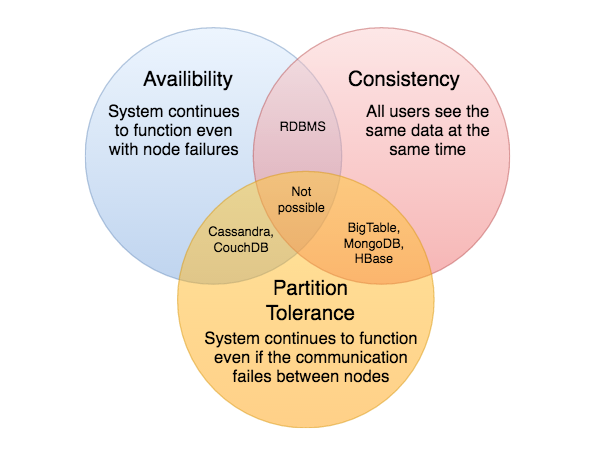 Availibility
System continues
to function even
with node failures
Consistency
All users see the
same data at the
same time
RDBMS
Not
possible
Cassandra,
CouchDB
BigTable,
MongoDB,
HBase
Partition
Tolerance
System continues to function
even if the communication
failes between nodes